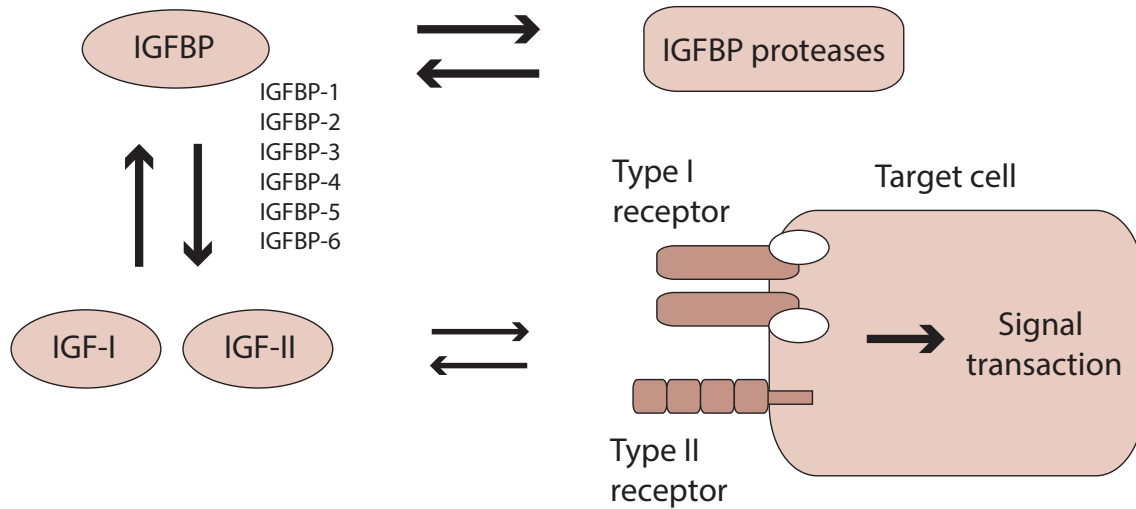 IGFBP
IGFBP proteases
IGFBP-1
IGFBP-2
IGFBP-3
IGFBP-4
IGFBP-5
IGFBP-6
Type I
receptor
Target cell
IGF-I
IGF-II
Signal
transaction
Type II
receptor